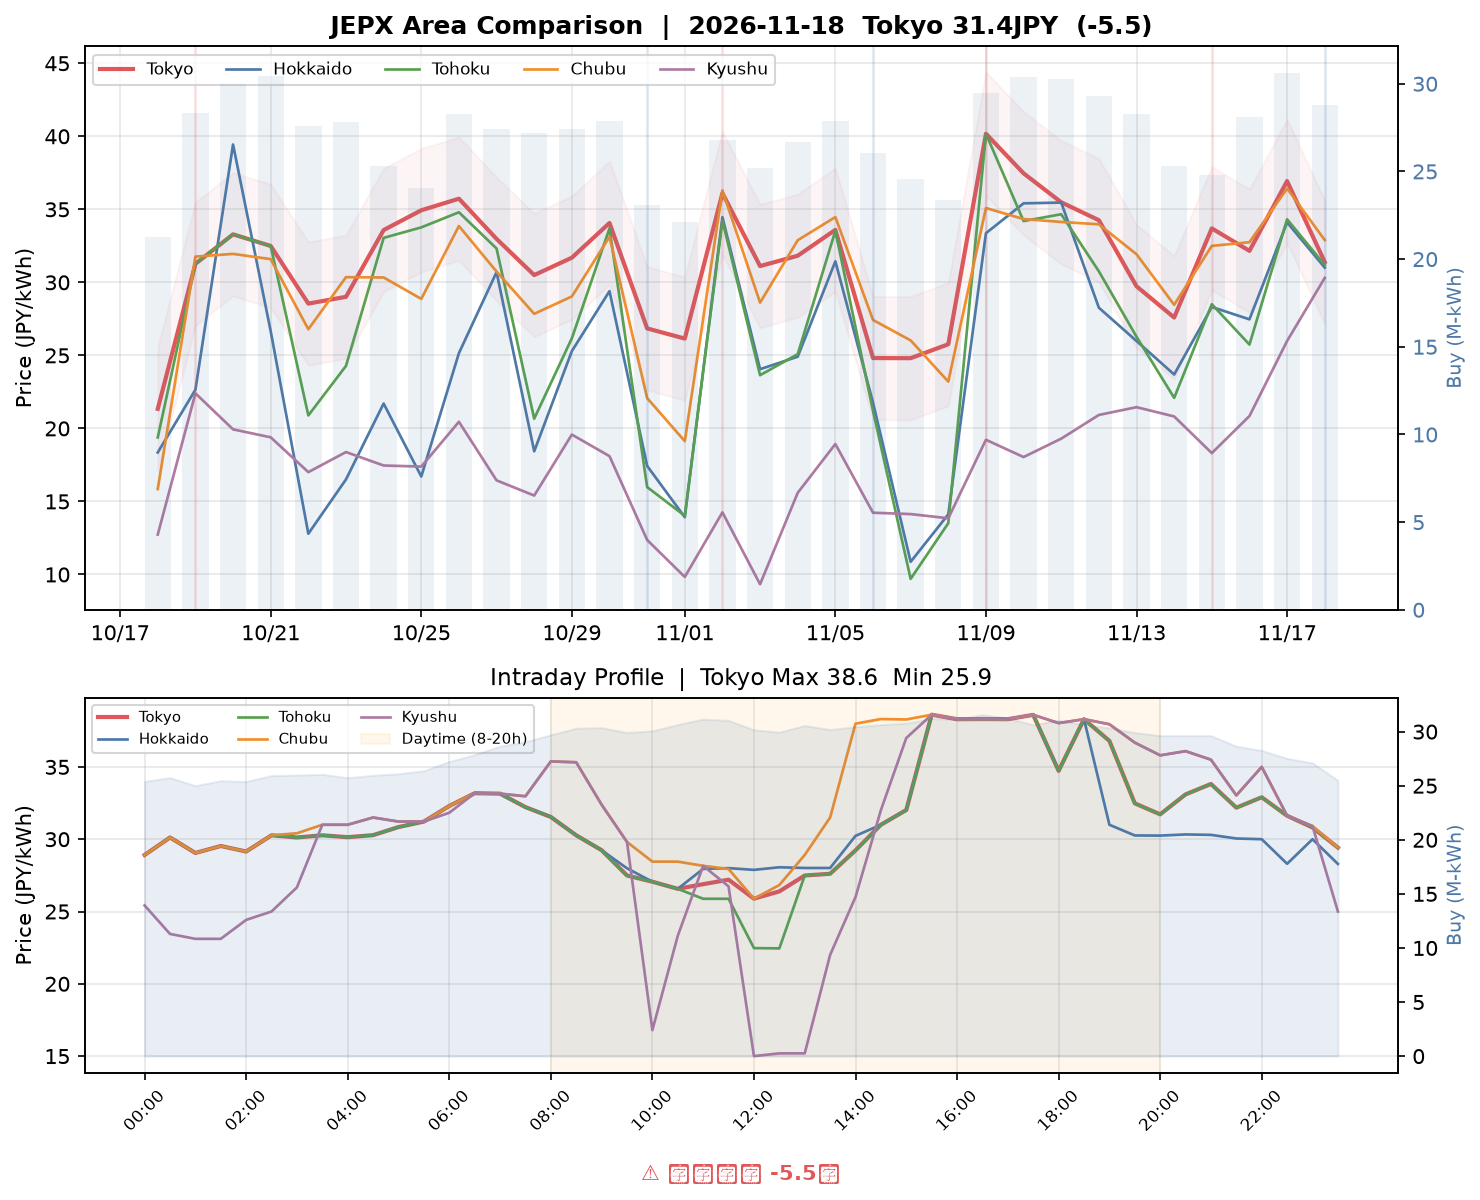 JEPX Area Comparison | 2026-11-18 Tokyo 31.4JPY (-5.5)
Tokyo Hokkaido Tohoku Chubu Kyushu
Price (JPY/kWh)
45
40
35
30
25
20
15
10
30
25
20
15
10
5
0
Buy (M-kWh)
10/17 10/21 10/25 10/29 11/01 11/05 11/09 11/13 11/17
Intraday Profile | Tokyo Max 38.6 Min 25.9
Tokyo Tohoku Kyushu
Hokkaido Chubu Daytime (8-20h)
Price (JPY/kWh)
35
30
25
20
15
30
25
20
15
10
5
0
Buy (M-kWh)
00:00 02:00 04:00 06:00 08:00 10:00 12:00 14:00 16:00 18:00 20:00 22:00
⚠ -5.5